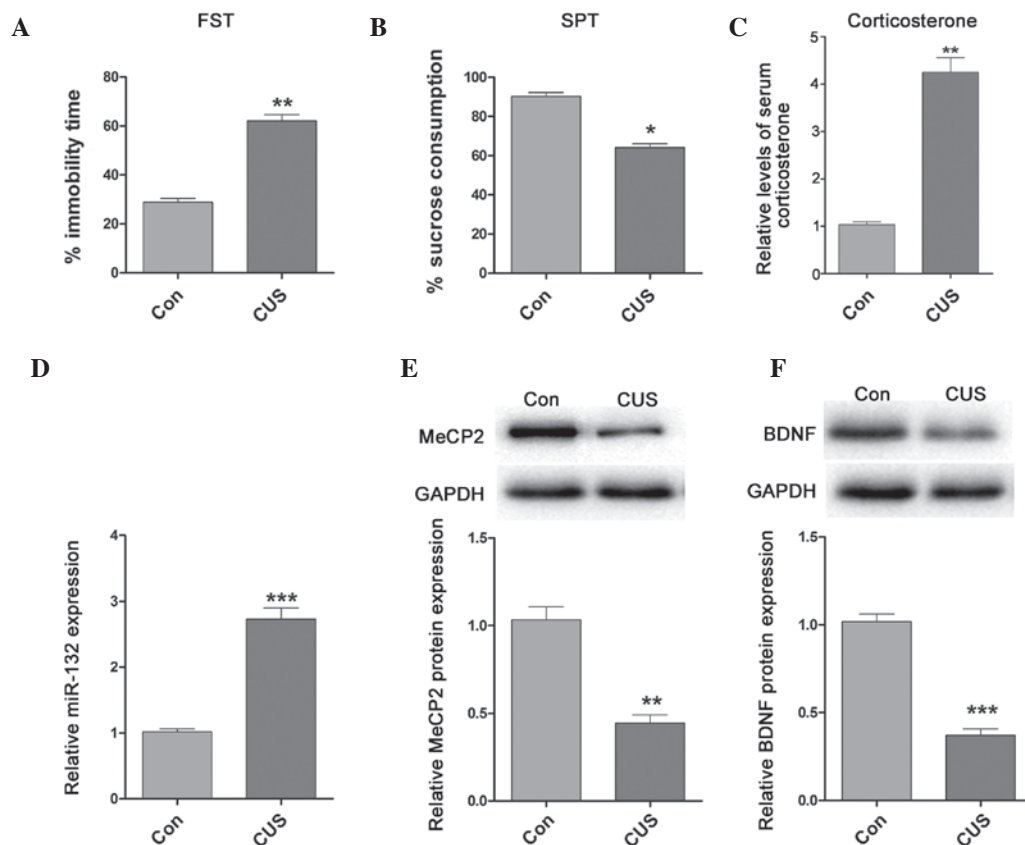 A
FST
% immobility time
80
60
40
20
0
**
Con
CUS
B
SPT
% sucrose consumption
100
80
60
40
20
0
*
Con
CUS
C
Corticosterone
Relative levels of serum
corticosterone
5
4
3
2
1
0
**
Con
CUS
D
Relative miR-132 expression
4
3
2
1
0
***
Con
CUS
E
Con CUS
MeCP2
GAPDH
Relative MeCP2 protein expression
1.5
1.0
0.5
0.0
**
Con
CUS
F
Con CUS
BDNF
GAPDH
Relative BDNF protein expression
1.5
1.0
0.5
0.0
***
Con
CUS